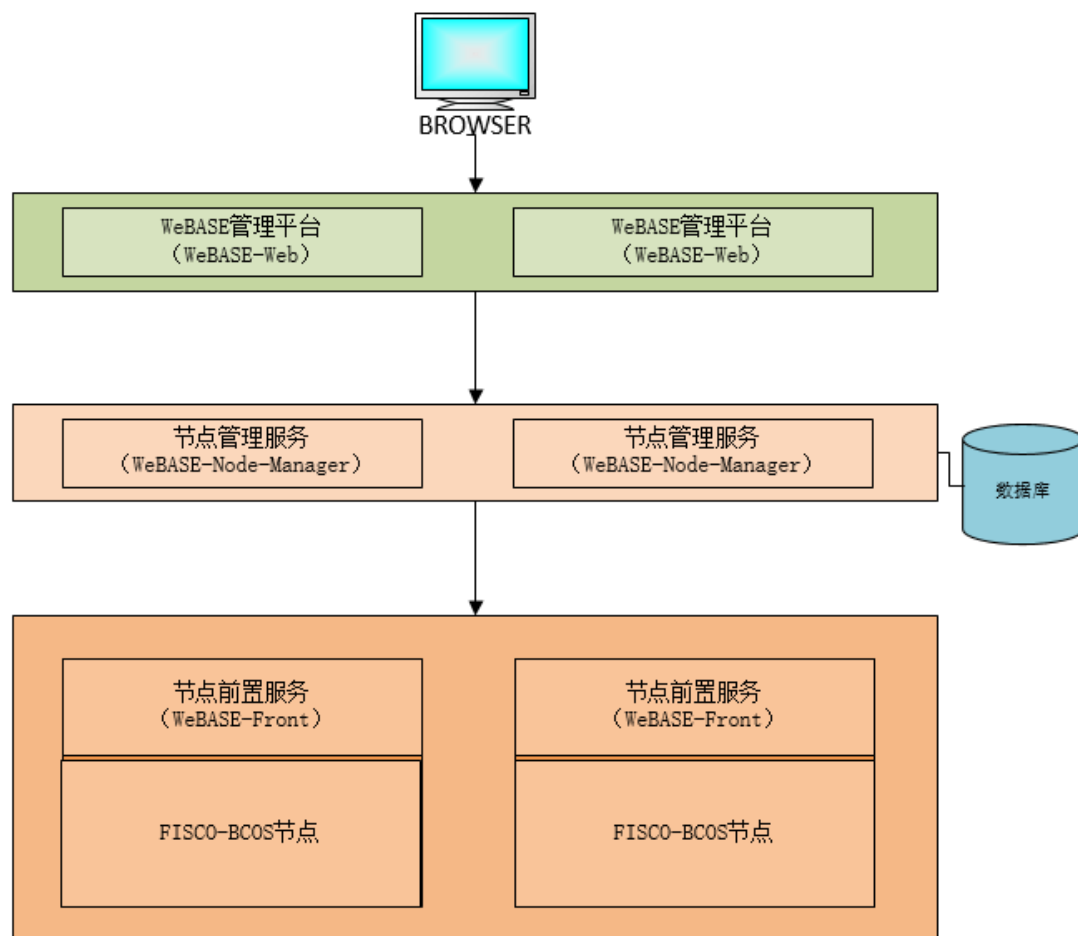 BROWSER
WeBASE管理平台
（WeBASE-Web）
WeBASE管理平台
（WeBASE-Web）
节点管理服务
（WeBASE-Node-Manager）
节点管理服务
（WeBASE-Node-Manager）
数据库
节点前置服务
（WeBASE-Front）
节点前置服务
（WeBASE-Front）
FISCO-BCOS节点
FISCO-BCOS节点